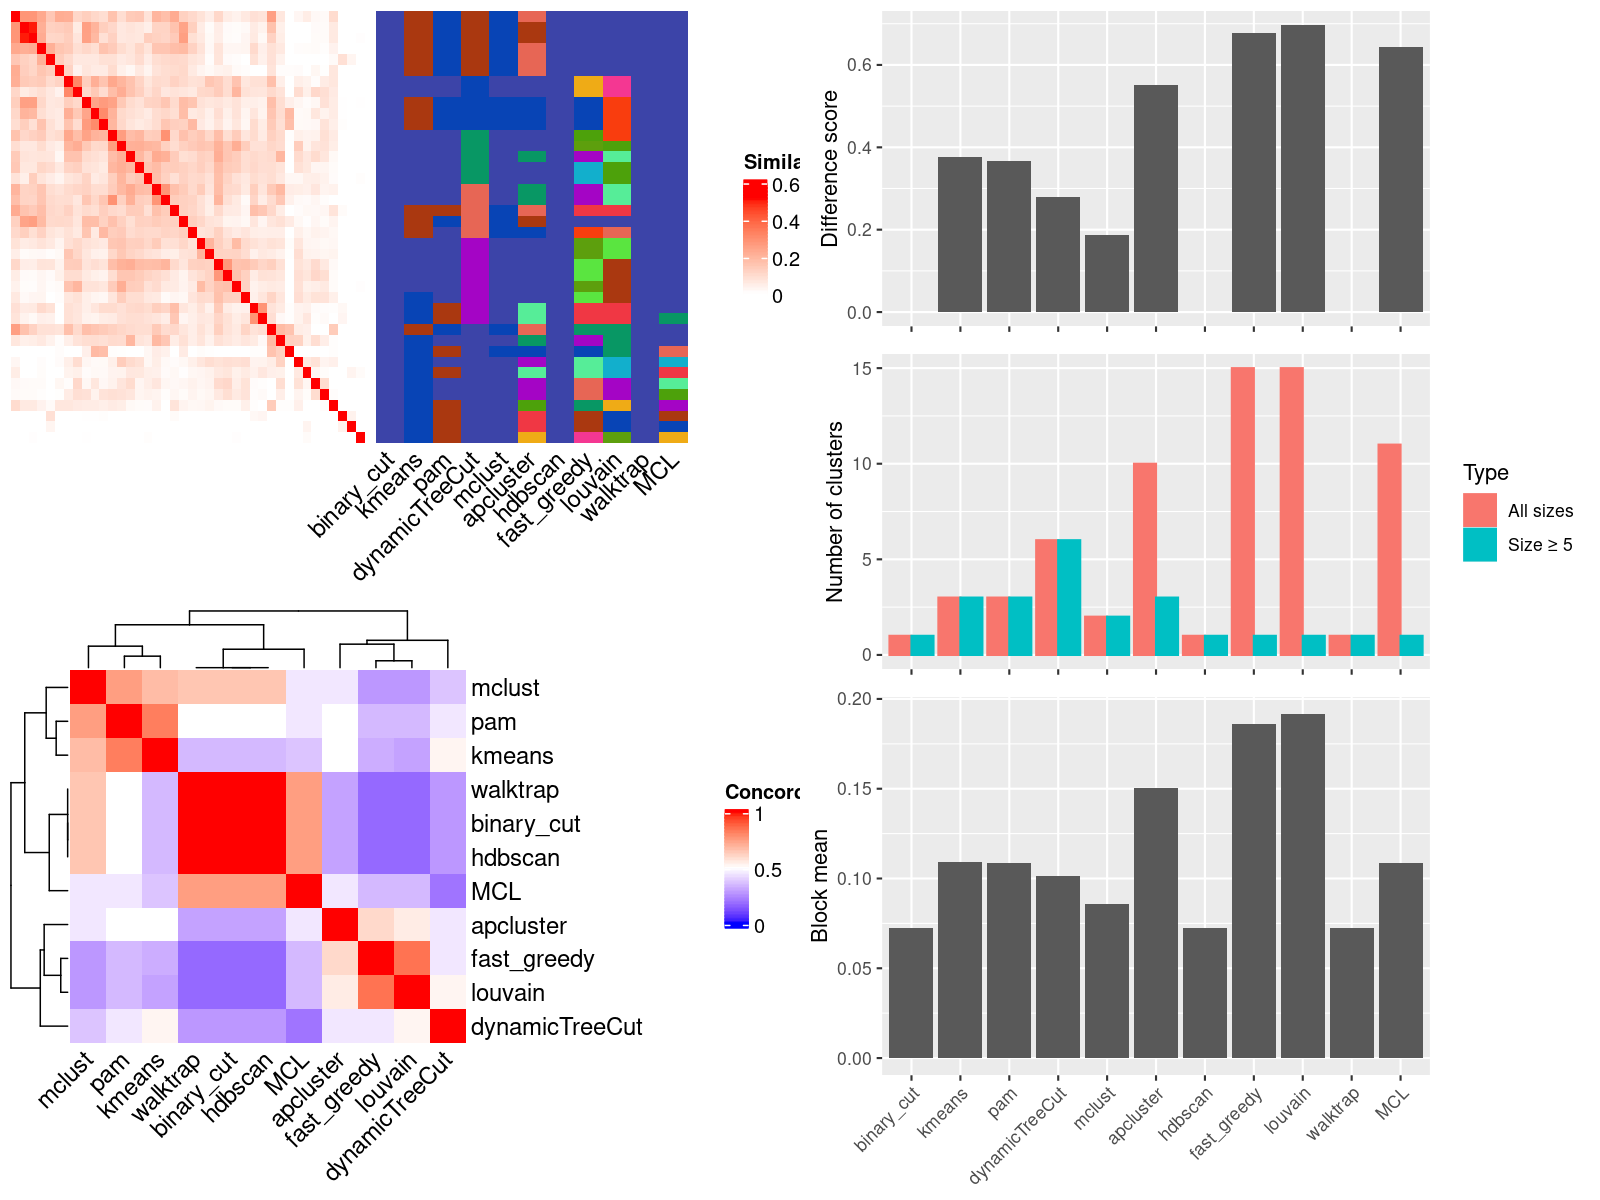 Simila
0.6
0.4
0.2
0
binary_cut
kmeans
pam
dynamicTreeCut
mclust
apcluster
hdbscan
fast_greedy
louvain
walktrap
MCL
Difference score
0.6
0.4
0.2
0.0
Number of clusters
15
10
5
0
Type
All sizes
Size ≥ 5
mclust
pam
kmeans
walktrap
binary_cut
hdbscan
MCL
apcluster
fast_greedy
louvain
dynamicTreeCut
mclust
pam
kmeans
walktrap
binary_cut
hdbscan
MCL
apcluster
fast_greedy
louvain
dynamicTreeCut
Concord
1
0.5
0
Block mean
0.20
0.15
0.10
0.05
0.00
binary_cut
kmeans
pam
dynamicTreeCut
mclust
apcluster
hdbscan
fast_greedy
louvain
walktrap
MCL